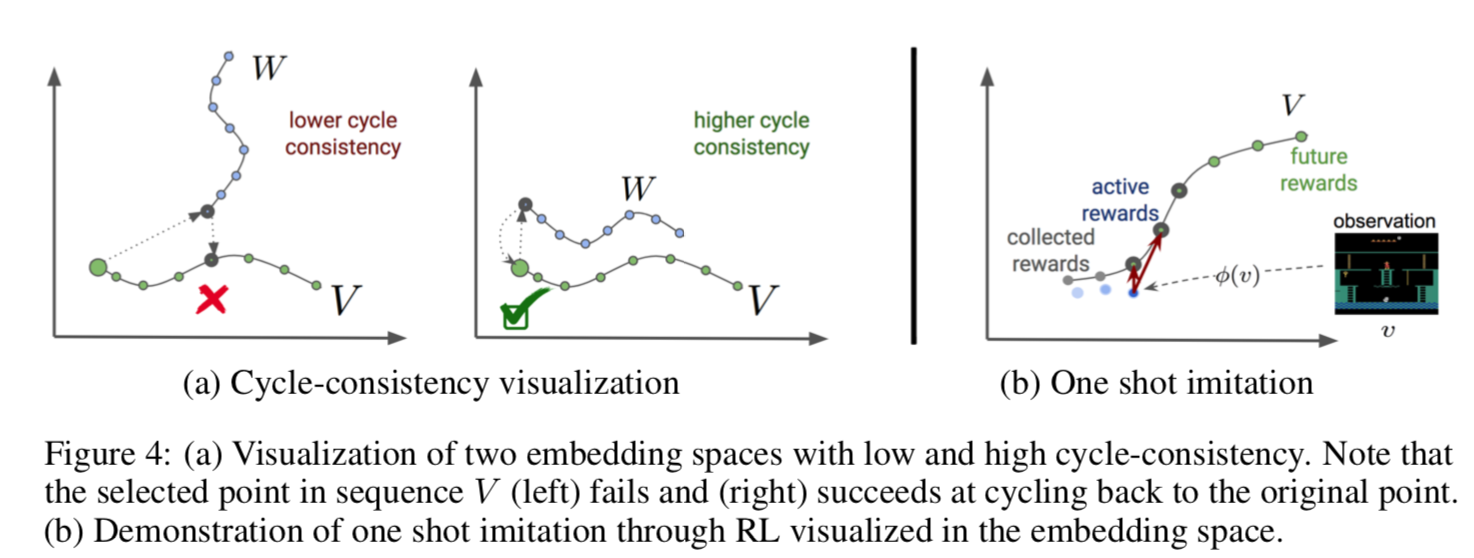 W
lower cycle
consistency
V
higher cycle
consistency
W
V
V
future
rewards
active
rewards
collected
rewards
observation
ϕ(v)
v
(a) Cycle-consistency visualization
(b) One shot imitation
Figure 4: (a) Visualization of two embedding spaces with low and high cycle-consistency. Note that
the selected point in sequence V (left) fails and (right) succeeds at cycling back to the original point.
(b) Demonstration of one shot imitation through RL visualized in the embedding space.